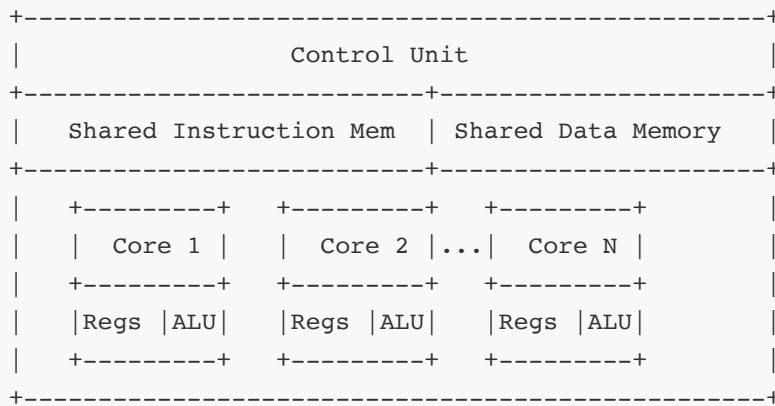 +--------------------------------------------------+
|                  Control Unit                    |
+---------------------------+----------------------+
|   Shared Instruction Mem  | Shared Data Memory   |
+---------------------------+----------------------+
|   +---------+   +---------+   +---------+        |
|   |  Core 1 |   |  Core 2 |...|  Core N |        |
|   +---------+   +---------+   +---------+        |
|   |Regs |ALU|   |Regs |ALU|   |Regs |ALU|        |
|   +---------+   +---------+   +---------+        |
+--------------------------------------------------+